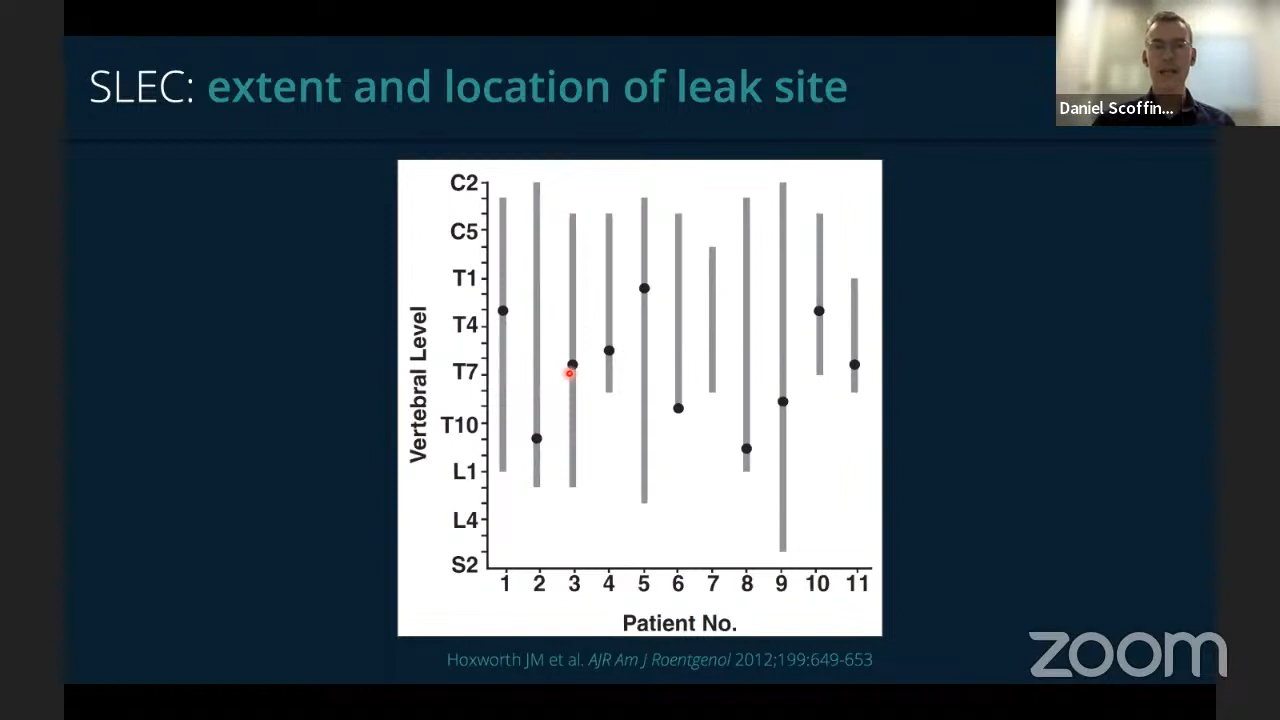 SLEC: extent and location of leak site
Daniel Scoffin...
C2
C5
T1
T4
T7
T10
L1
L4
S2
Vertebral Level
1 2 3 4 5 6 7 8 9 10 11
Patient No.
Hoxworth JM et al. AJR Am J Roentgenol 2012;199:649-653
zoom